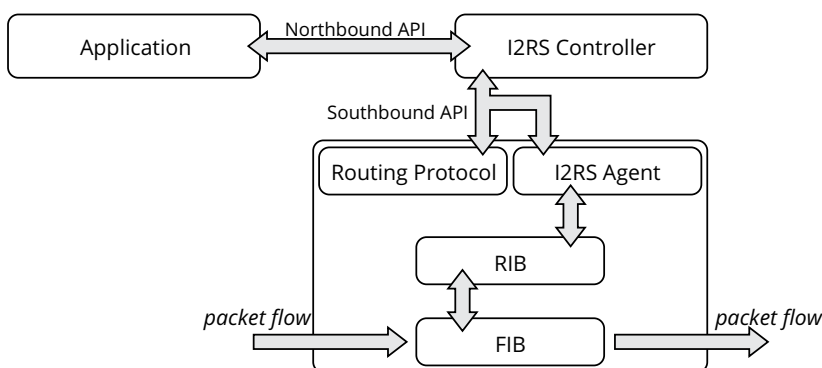 Northbound API
Application
I2RS Controller
Southbound API
Routing Protocol
I2RS Agent
RIB
packet flow
packet flow
FIB